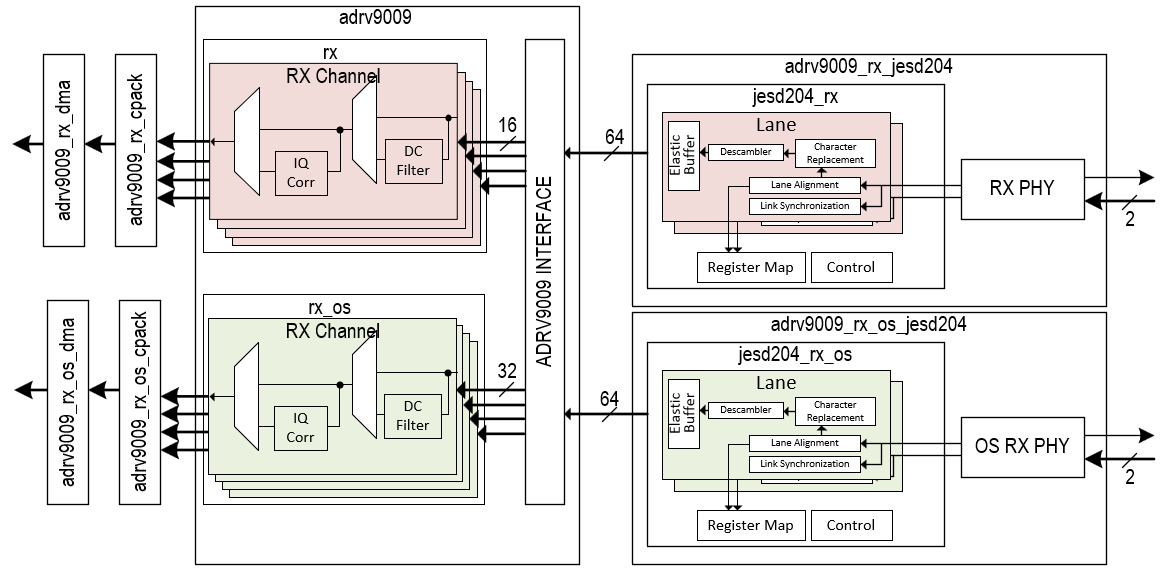 adrv9009
rx
RX Channel
IQ
Corr
DC
Filter
16
adrv9009_rx_dma
adrv9009_rx_cpack
ADRV9009 INTERFACE
64
adrv9009_rx_jesd204
jesd204_rx
Lane
Elastic
Buffer
Descambler
Character
Replacement
Lane Alignment
Link Synchronization
Register Map
Control
RX PHY
2
rx_os
RX Channel
IQ
Corr
DC
Filter
32
adrv9009_rx_os_dma
adrv9009_rx_os_cpack
64
adrv9009_rx_os_jesd204
jesd204_rx_os
Lane
Elastic
Buffer
Descambler
Character
Replacement
Lane Alignment
Link Synchronization
Register Map
Control
OS RX PHY
2